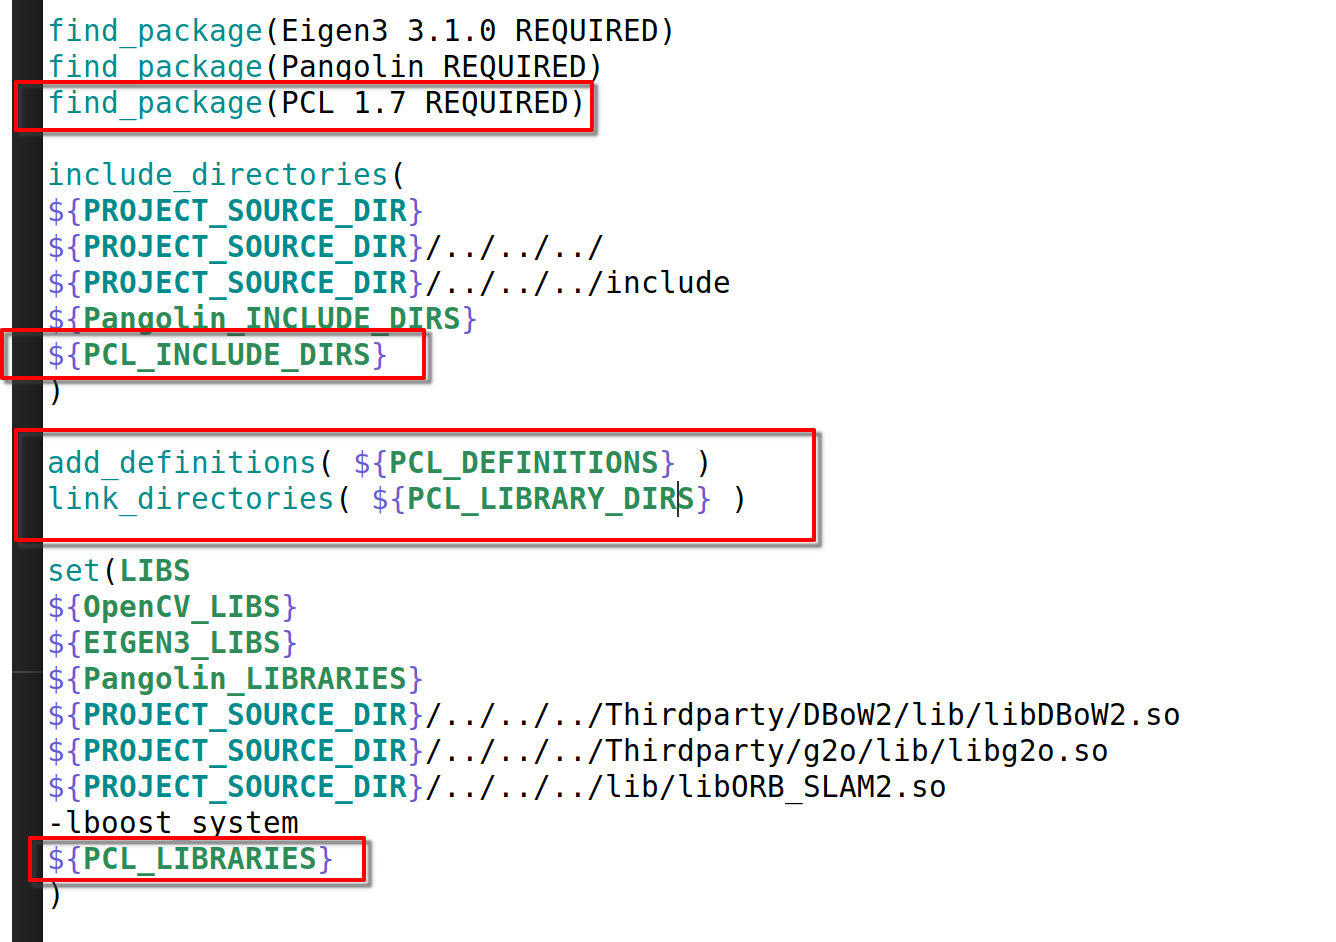 find_package(Eigen3 3.1.0 REQUIRED)
find_package(Pangolin REQUIRED)
find_package(PCL 1.7 REQUIRED)
include_directories(
${PROJECT_SOURCE_DIR}
${PROJECT_SOURCE_DIR}/../../../
${PROJECT_SOURCE_DIR}/../../../include
${Pangolin_INCLUDE_DIRS}
${PCL_INCLUDE_DIRS}
)
add_definitions( ${PCL_DEFINITIONS} )
link_directories( ${PCL_LIBRARY_DIRS} )
set(LIBS
${OpenCV_LIBS}
${EIGEN3_LIBS}
${Pangolin_LIBRARIES}
${PROJECT_SOURCE_DIR}/../../../Thirdparty/DBoW2/lib/libDBoW2.so
${PROJECT_SOURCE_DIR}/../../../Thirdparty/g2o/lib/libg2o.so
${PROJECT_SOURCE_DIR}/../../../lib/libORB_SLAM2.so
-lboost_system
${PCL_LIBRARIES}
)